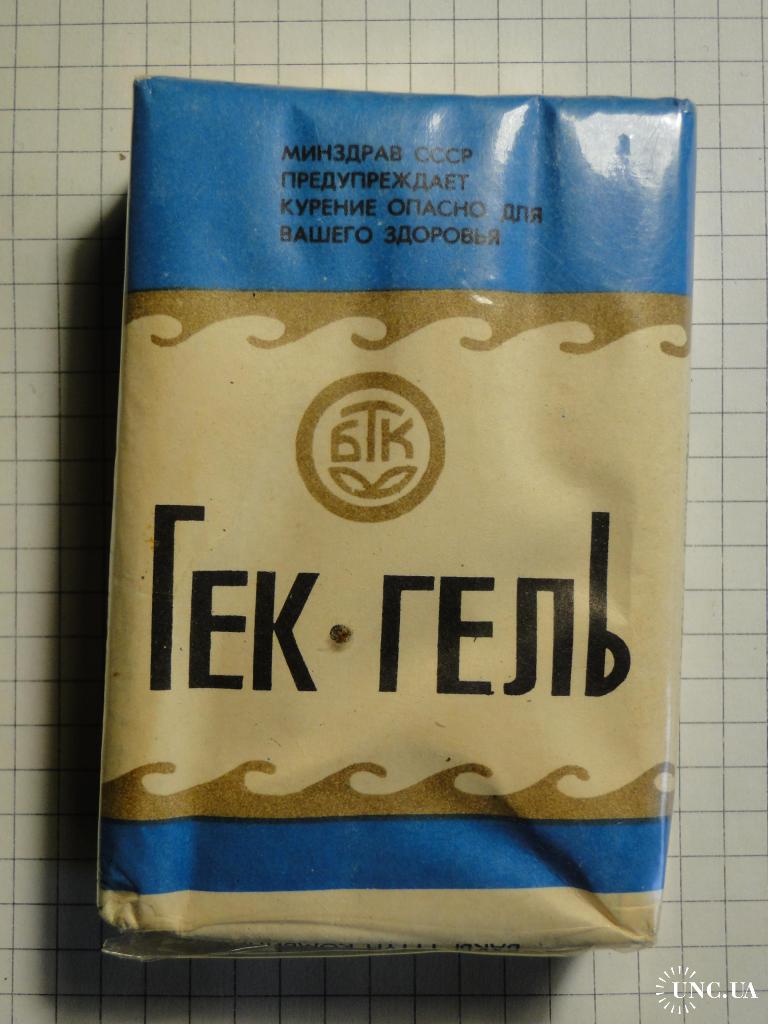 МИНЗДРАВ СССР
ПРЕДУПРЕЖДАЕТ
КУРЕНИЕ ОПАСНО ДЛЯ
ВАШЕГО ЗДОРОВЬЯ
БТК
ГЕК·ГЕЛЬ
UNC.UA